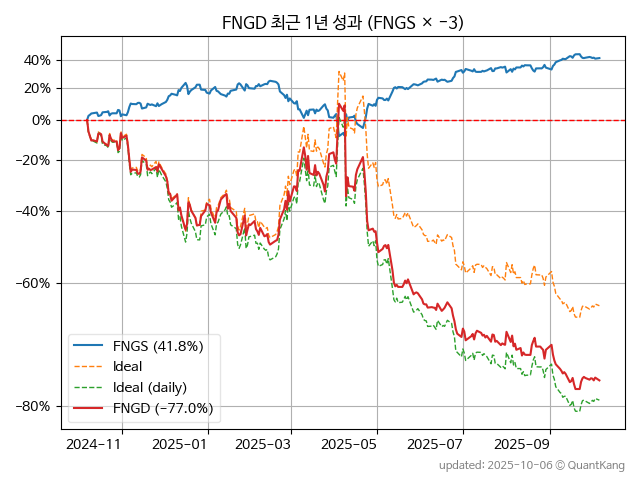 FNGD 최근 1년 성과 (FNGS × −3)
40%
20%
0%
−20%
−40%
−60%
−80%
FNGS (41.8%)
Ideal
Ideal (daily)
FNGD (−77.0%)
2024-11
2025-01
2025-03
2025-05
2025-07
2025-09
updated: 2025-10-06 © QuantKang